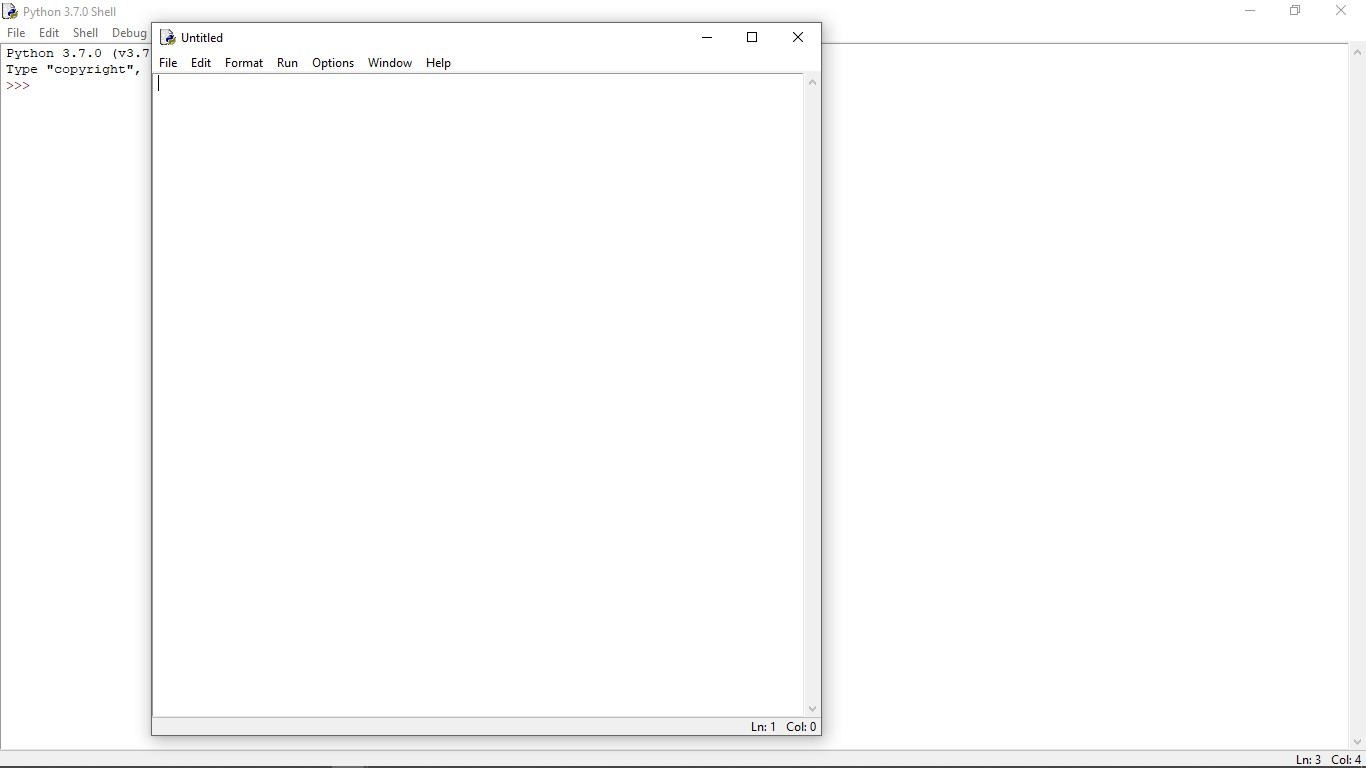 Python 3.7.0 Shell
File Edit Shell Debug
Python 3.7.0 (v3.7
Type "copyright",
>>>
Untitled
File Edit Format Run Options Window Help
Ln: 1 Col: 0
Ln: 3 Col: 4